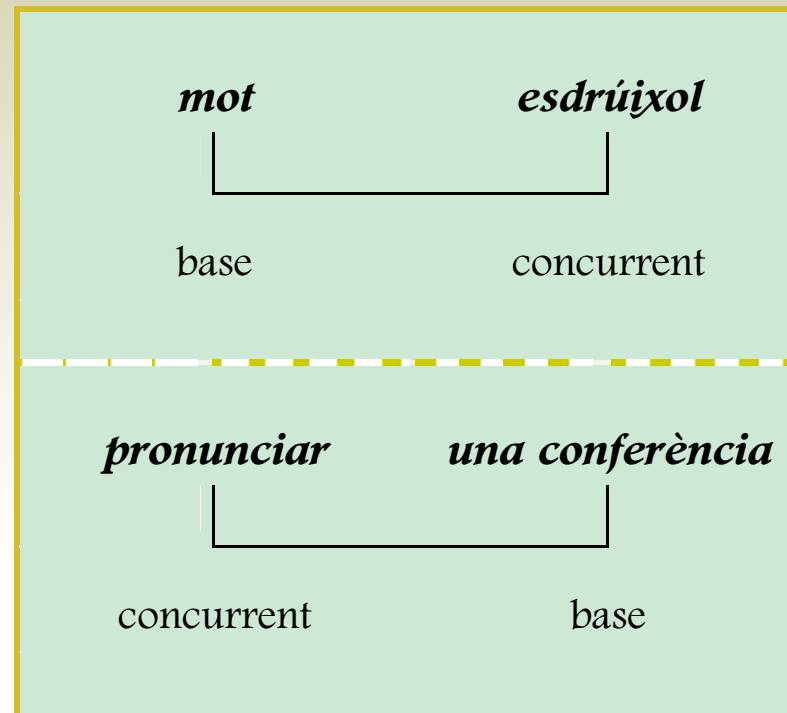 mot esdrúixol
base concurrent
pronunciar una conferència
concurrent base